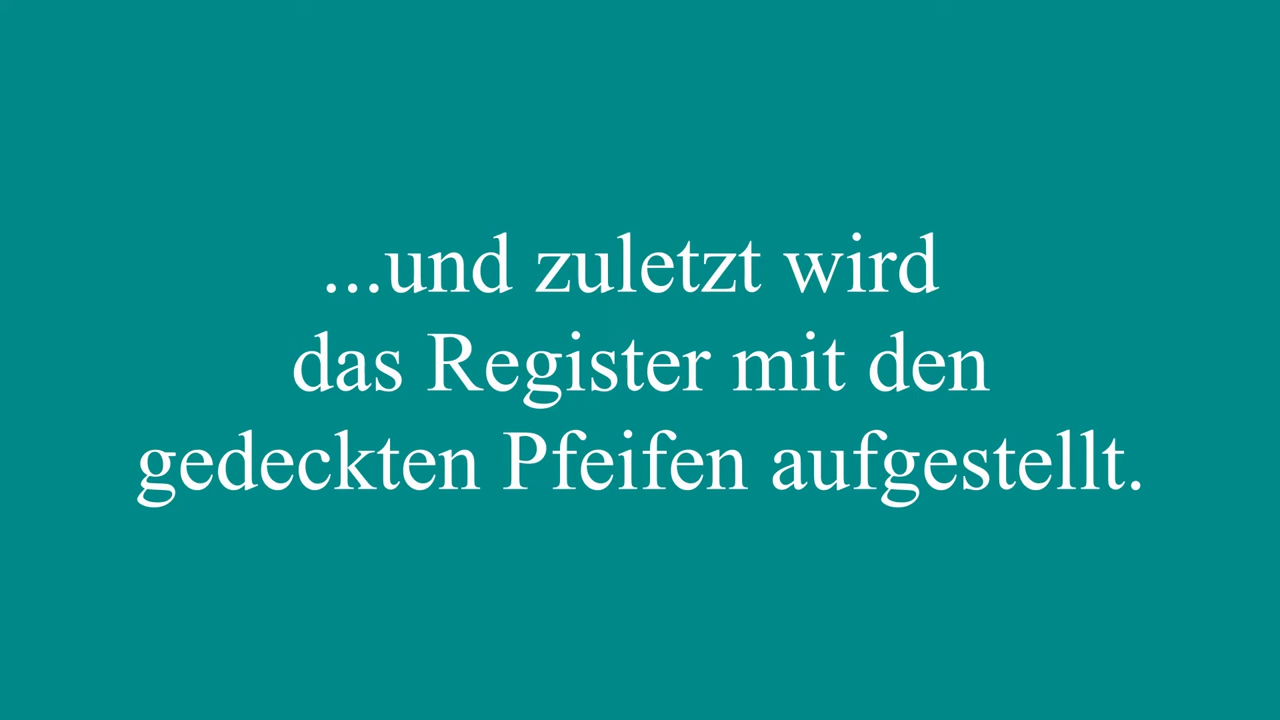 ...und zuletzt wird
das Register mit den
gedeckten Pfeifen aufgestellt.